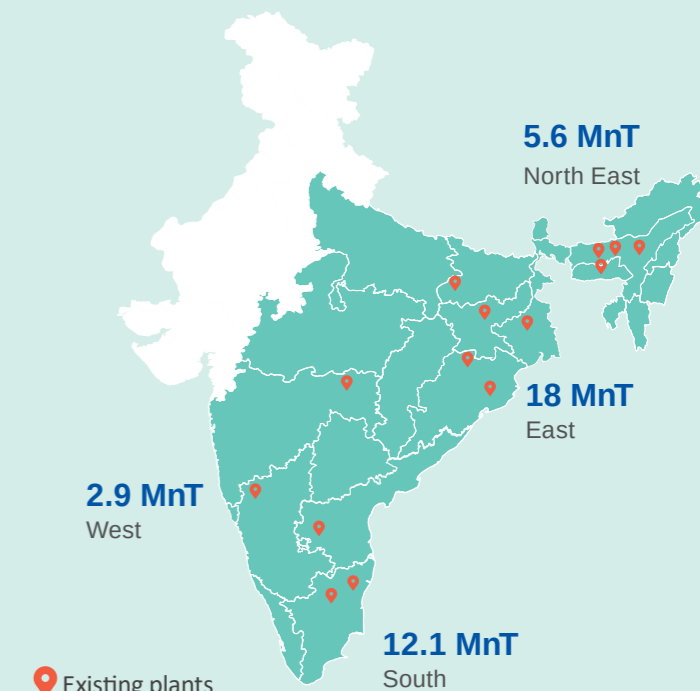 5.6 MnT
North East
18 MnT
East
2.9 MnT
West
12.1 MnT
South
Existing plants